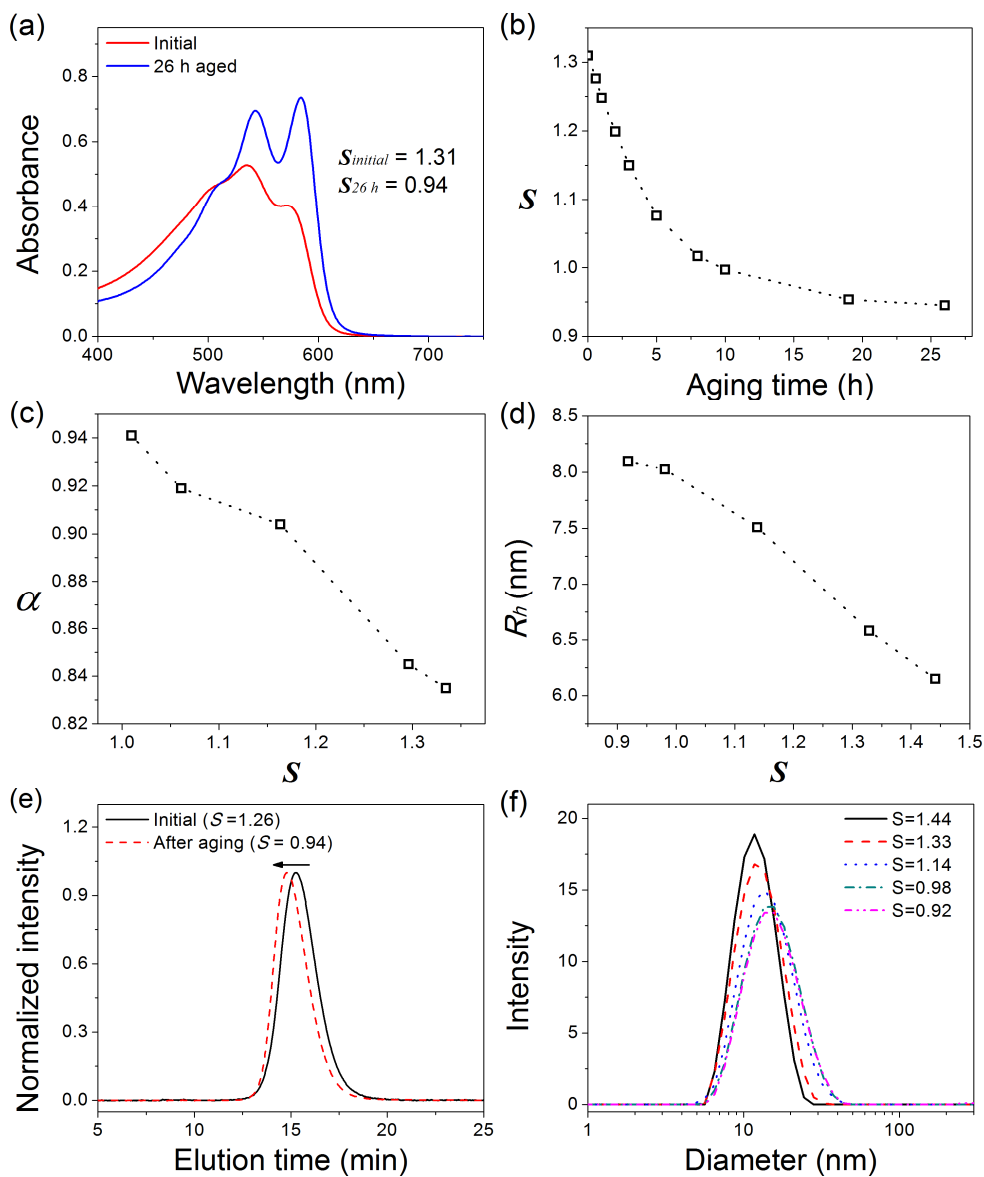 (a)
Initial
26 h aged
Sinitial = 1.31
S26 h = 0.94
Absorbance
0.8
0.6
0.4
0.2
0.0
400
500
600
700
Wavelength (nm)
(b)
S
1.3
1.2
1.1
1.0
0.9
0
5
10
15
20
25
Aging time (h)
(c)
α
0.94
0.92
0.90
0.88
0.86
0.84
0.82
1.0
1.1
1.2
1.3
S
(d)
Rh (nm)
8.5
8.0
7.5
7.0
6.5
6.0
0.9
1.0
1.1
1.2
1.3
1.4
1.5
S
(e)
Initial (S =1.26)
After aging (S = 0.94)
Normalized intensity
1.2
0.9
0.6
0.3
0.0
5
15
25
Elution time (min)
(f)
S=1.44
S=1.33
S=1.14
S=0.98
S=0.92
Intensity
20
15
10
5
0
1
10
100
Diameter (nm)